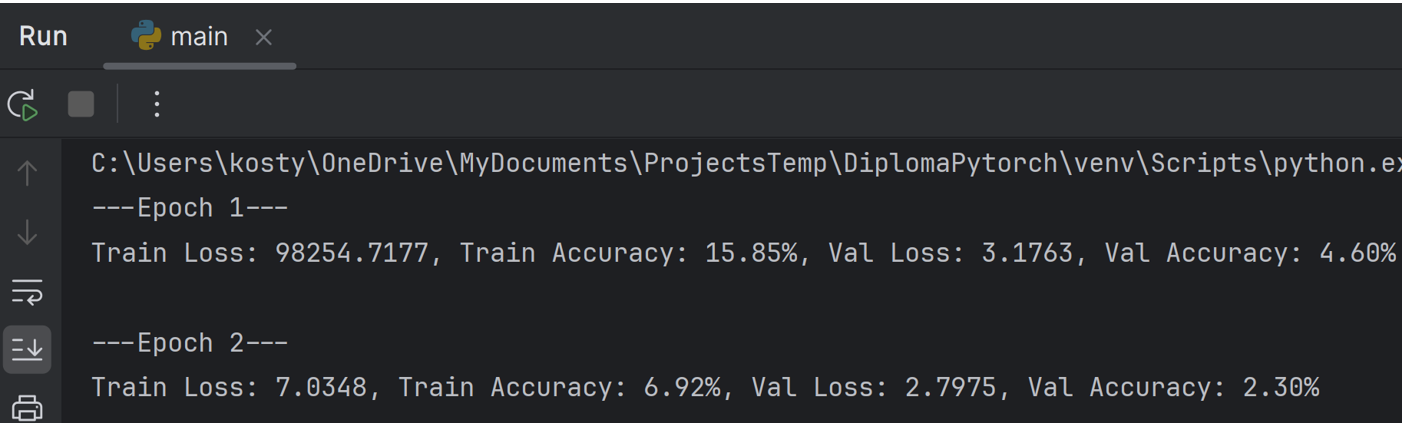 Run main
C:\Users\kosty\OneDrive\MyDocuments\ProjectsTemp\DiplomaPytorch\venv\Scripts\python.ex
---Epoch 1---
Train Loss: 98254.7177, Train Accuracy: 15.85%, Val Loss: 3.1763, Val Accuracy: 4.60%
---Epoch 2---
Train Loss: 7.0348, Train Accuracy: 6.92%, Val Loss: 2.7975, Val Accuracy: 2.30%